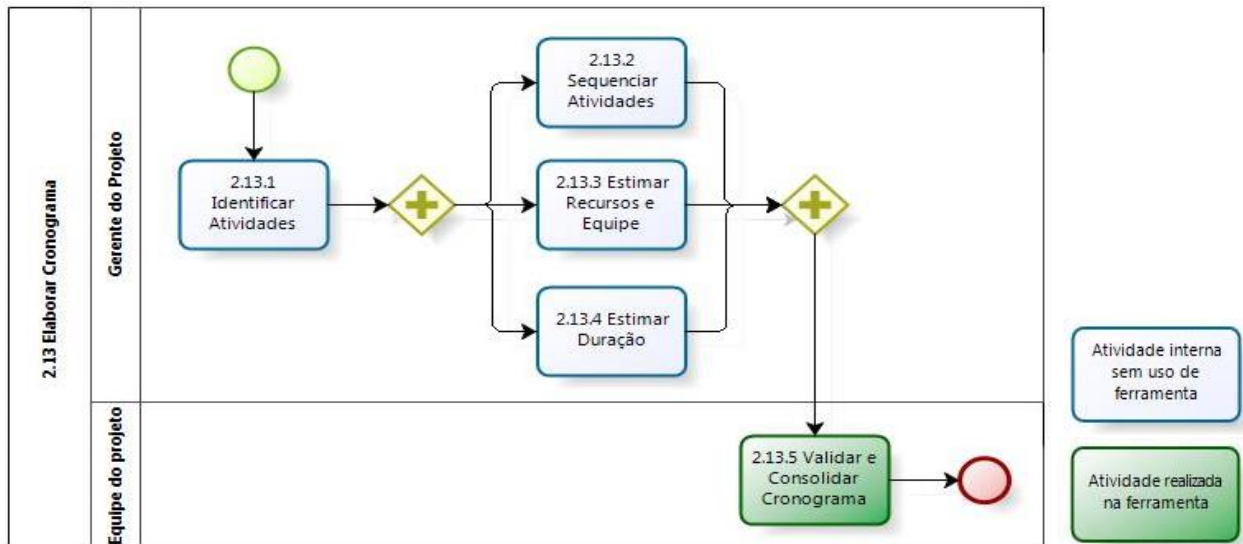 2.13 Elaborar Cronograma
Gerente do Projeto
2.13.1
Identificar
Atividades
2.13.2
Sequenciar
Atividades
2.13.3 Estimar
Recursos e
Equipe
2.13.4 Estimar
Duração
Equipe do projeto
2.13.5 Validar e
Consolidar
Cronograma
Atividade interna
sem uso de
ferramenta
Atividade realizada
na ferramenta